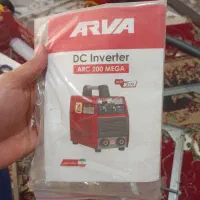 ARVA
DC Inverter
ARC 200 MEGA